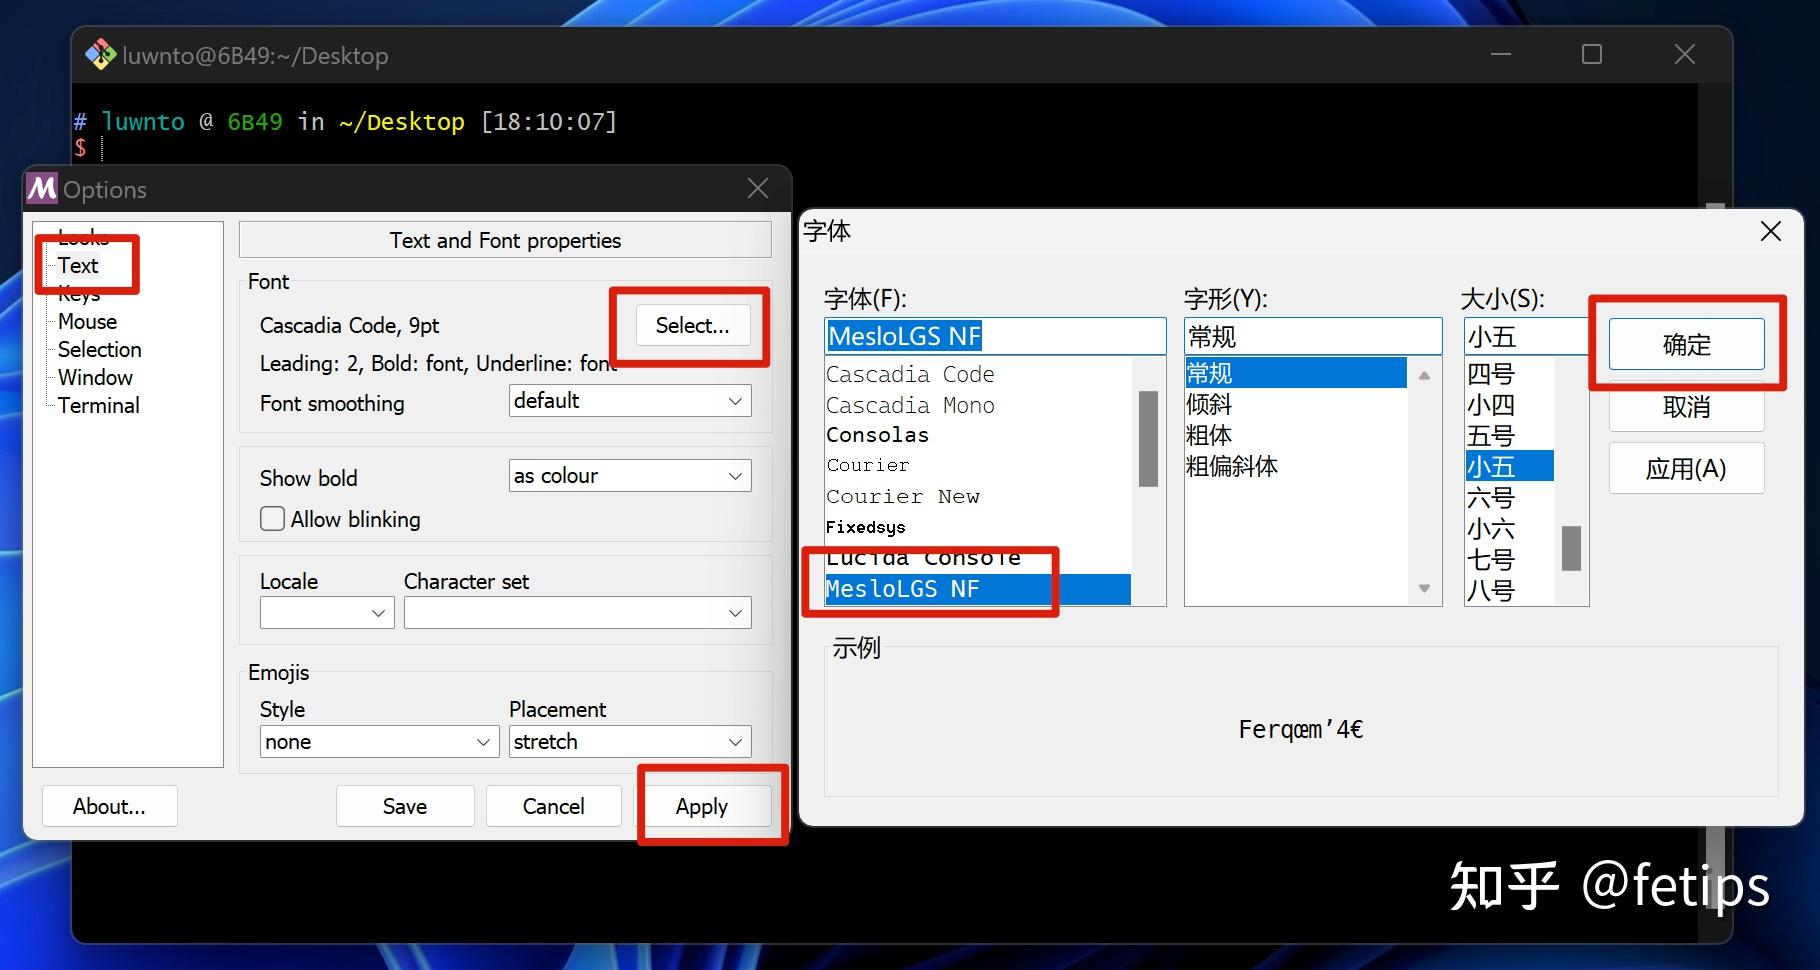 luwnto@6B49:~/Desktop
# luwnto @ 6B49 in ~/Desktop [18:10:07]
$
Options
Looks
Text
Keys
Mouse
Selection
Window
Terminal
Text and Font properties
Font
Cascadia Code, 9pt
Select...
Leading: 2, Bold: font, Underline: font
Font smoothing
default
Show bold
as colour
Allow blinking
Locale
Character set
Emojis
Style
Placement
none
stretch
About...
Save
Cancel
Apply
字体
字体(F):
MesloLGS NF
Cascadia Code
Cascadia Mono
Consolas
Courier
Courier New
Fixedsys
Lucida Console
MesloLGS NF
字形(Y):
常规
常规
倾斜
粗体
粗偏斜体
大小(S):
小五
四号
小四
五号
小五
六号
小六
七号
八号
确定
取消
应用(A)
示例
Ferqœm’4€
知乎 @fetips